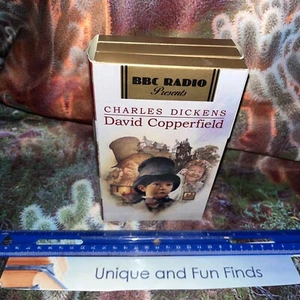 BBC RADIO
Presents
CHARLES DICKENS
David Copperfield
Unique and Fun Finds